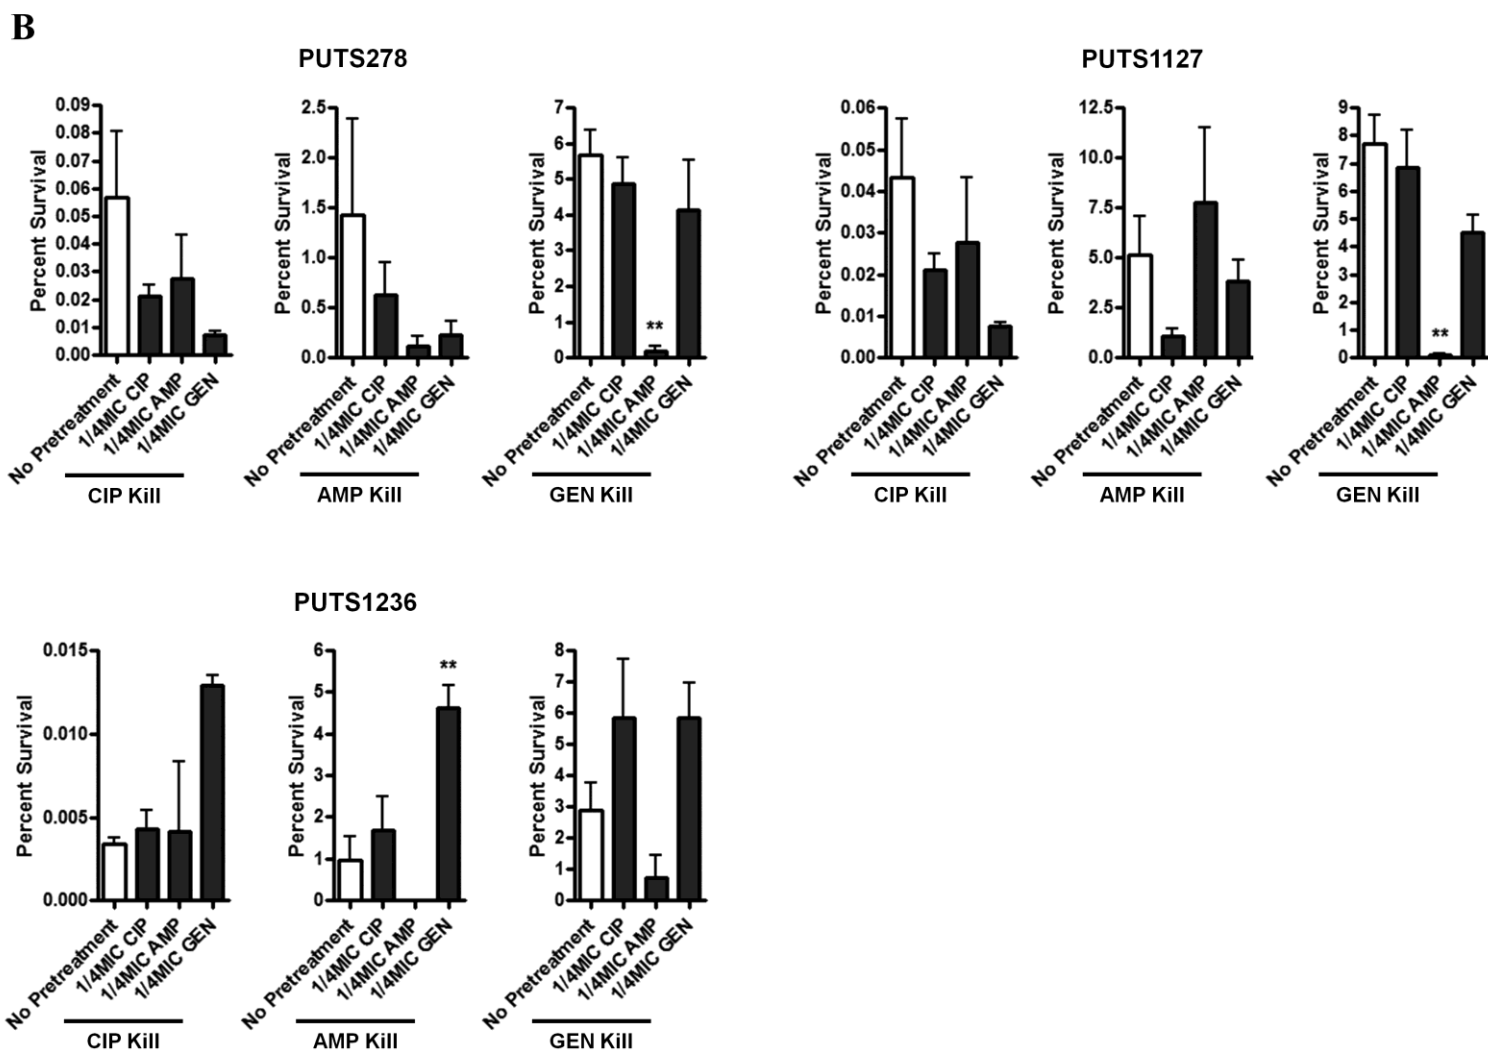 B
PUTS278
Percent Survival
0.09
0.08
0.07
0.06
0.05
0.04
0.03
0.02
0.01
0.00
No Pretreatment
1/4MIC CIP
1/4MIC AMP
1/4MIC GEN
CIP Kill
Percent Survival
2.5
2.0
1.5
1.0
0.5
0.0
No Pretreatment
1/4MIC CIP
1/4MIC AMP
1/4MIC GEN
AMP Kill
Percent Survival
7
6
5
4
3
2
1
0
**
No Pretreatment
1/4MIC CIP
1/4MIC AMP
1/4MIC GEN
GEN Kill
PUTS1127
Percent Survival
0.06
0.05
0.04
0.03
0.02
0.01
0.00
No Pretreatment
1/4MIC CIP
1/4MIC AMP
1/4MIC GEN
CIP Kill
Percent Survival
12.5
10.0
7.5
5.0
2.5
0.0
No Pretreatment
1/4MIC CIP
1/4MIC AMP
1/4MIC GEN
AMP Kill
Percent Survival
9
8
7
6
5
4
3
2
1
0
**
No Pretreatment
1/4MIC CIP
1/4MIC AMP
1/4MIC GEN
GEN Kill
PUTS1236
Percent Survival
0.015
0.010
0.005
0.000
No Pretreatment
1/4MIC CIP
1/4MIC AMP
1/4MIC GEN
CIP Kill
Percent Survival
6
5
4
3
2
1
0
**
No Pretreatment
1/4MIC CIP
1/4MIC AMP
1/4MIC GEN
AMP Kill
Percent Survival
8
7
6
5
4
3
2
1
0
No Pretreatment
1/4MIC CIP
1/4MIC AMP
1/4MIC GEN
GEN Kill